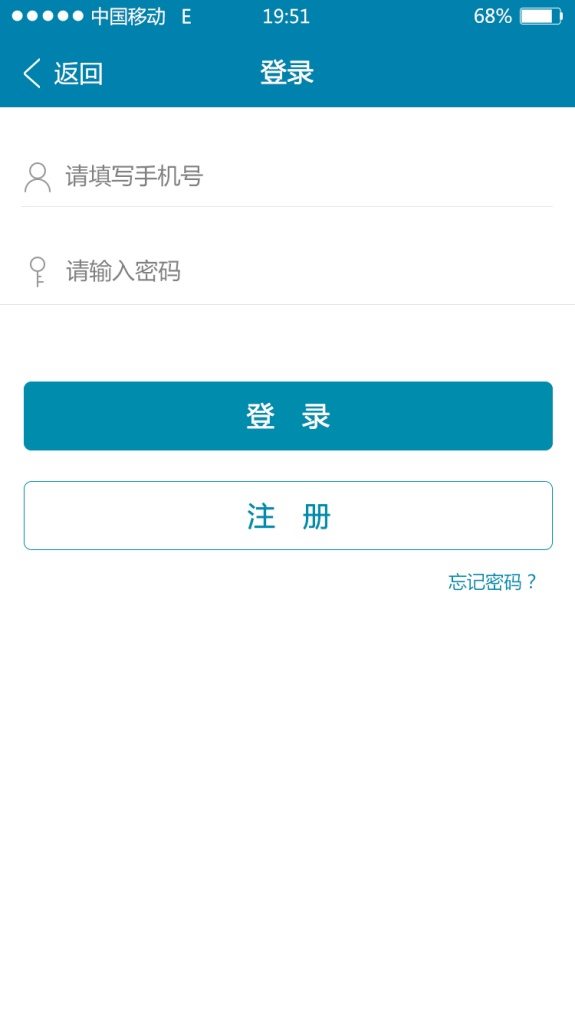 中国移动 E 19:51 68%
返回 登录
请填写手机号
请输入密码
登 录
注 册
忘记密码？